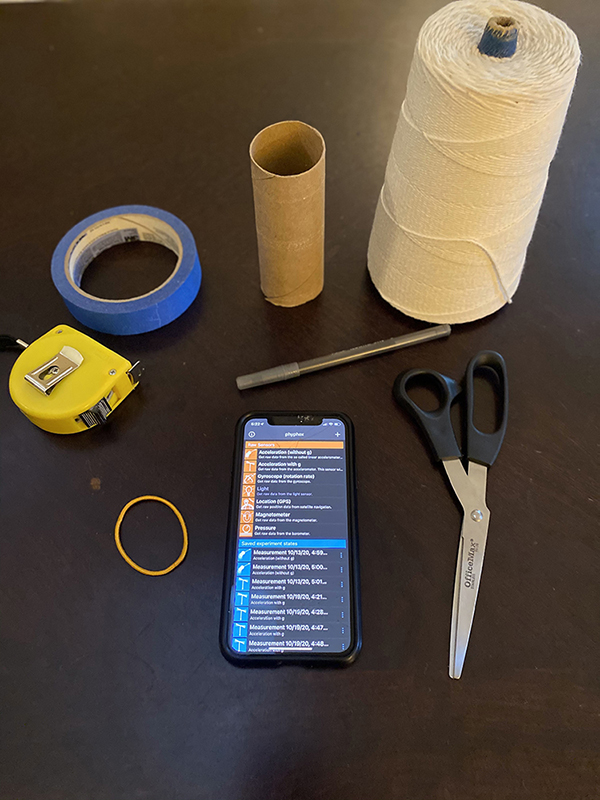 6:22
phyphox
+
Raw Sensors
Acceleration (without g)
Get raw data from the so-called linear accelerometer...
Acceleration with g
Get raw data from the accelerometer. This sensor wi...
Gyroscope (rotation rate)
Get raw data from the gyroscope.
Light
Get raw data from the light sensor.
Location (GPS)
Get raw position data from satellite navigation.
Magnetometer
Get raw data from the magnetometer.
Pressure
Get raw data from the barometer.
Saved experiment states
Measurement 10/13/20, 4:59...
Acceleration (without g)
Measurement 10/13/20, 5:00...
Acceleration (without g)
Measurement 10/13/20, 5:01...
Acceleration with g
Measurement 10/19/20, 4:21...
Acceleration with g
Measurement 10/19/20, 4:28...
Acceleration with g
Measurement 10/19/20, 4:47...
Acceleration with g
Measurement 10/19/20, 4:48...
Acceleration with g
OfficeMax